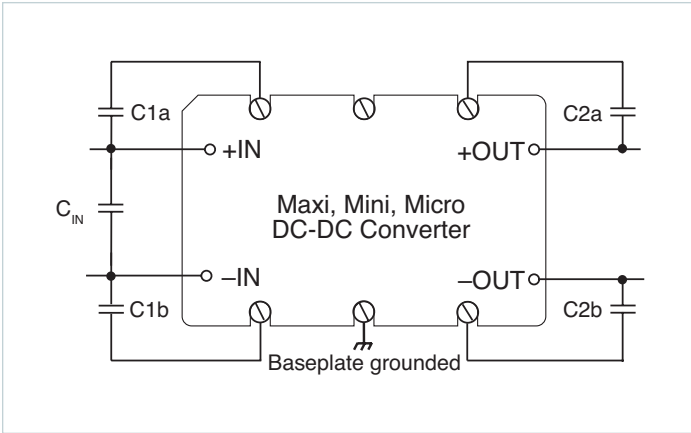 C1a
C2a
+IN
+OUT
C_IN
Maxi, Mini, Micro
DC-DC Converter
–IN
–OUT
C1b
C2b
Baseplate grounded